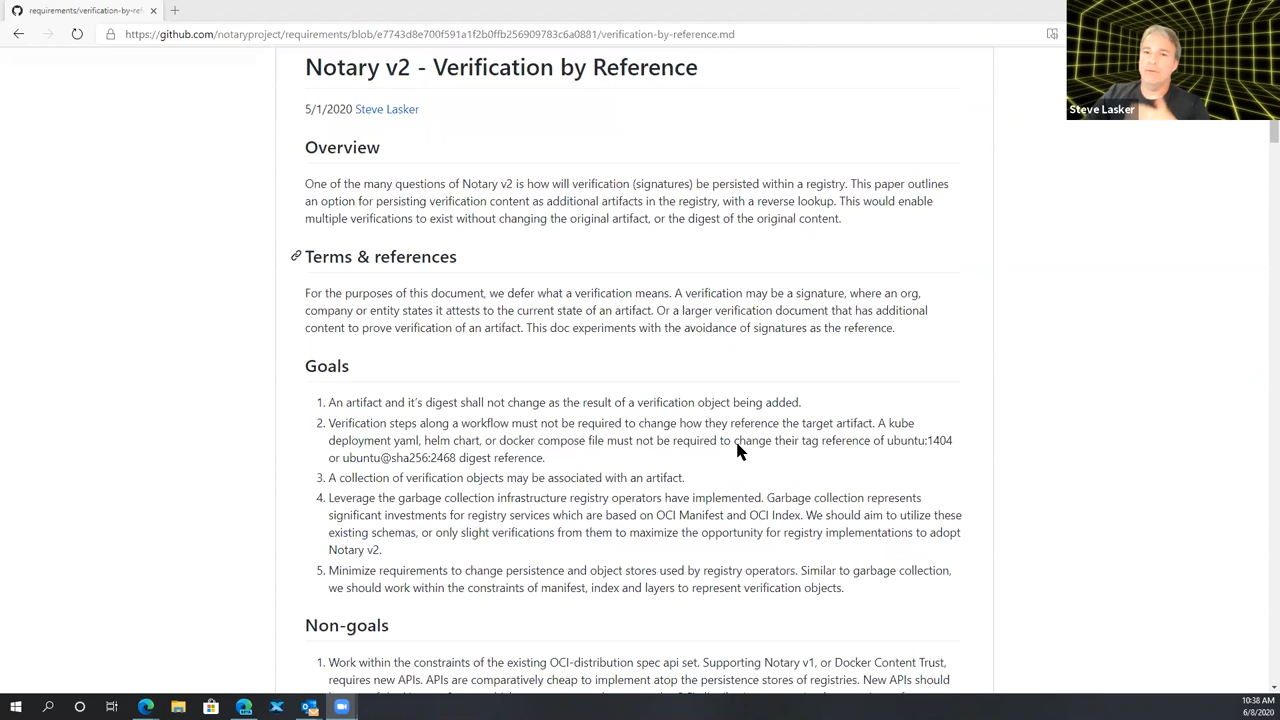 requirements/verification-by-ref
https://github.com/notaryproject/requirements/blob/e7743d8e700f591a1f2b0ffb256909783c6a0881/verification-by-reference.md
Steve Lasker
Notary v2 - Verification by Reference
5/1/2020 Steve Lasker
Overview
One of the many questions of Notary v2 is how will verification (signatures) be persisted within a registry. This paper outlines
an option for persisting verification content as additional artifacts in the registry, with a reverse lookup. This would enable
multiple verifications to exist without changing the original artifact, or the digest of the original content.
Terms & references
For the purposes of this document, we defer what a verification means. A verification may be a signature, where an org,
company or entity states it attests to the current state of an artifact. Or a larger verification document that has additional
content to prove verification of an artifact. This doc experiments with the avoidance of signatures as the reference.
Goals
1. An artifact and it's digest shall not change as the result of a verification object being added.
2. Verification steps along a workflow must not be required to change how they reference the target artifact. A kube
deployment yaml, helm chart, or docker compose file must not be required to change their tag reference of ubuntu:1404
or ubuntu@sha256:2468 digest reference.
3. A collection of verification objects may be associated with an artifact.
4. Leverage the garbage collection infrastructure registry operators have implemented. Garbage collection represents
significant investments for registry services which are based on OCI Manifest and OCI Index. We should aim to utilize these
existing schemas, or only slight verifications from them to maximize the opportunity for registry implementations to adopt
Notary v2.
5. Minimize requirements to change persistence and object stores used by registry operators. Similar to garbage collection,
we should work within the constraints of manifest, index and layers to represent verification objects.
Non-goals
1. Work within the constraints of the existing OCI-distribution spec api set. Supporting Notary v1, or Docker Content Trust,
requires new APIs. APIs are comparatively cheap to implement atop the persistence stores of registries. New APIs should
10:38 AM
6/8/2020